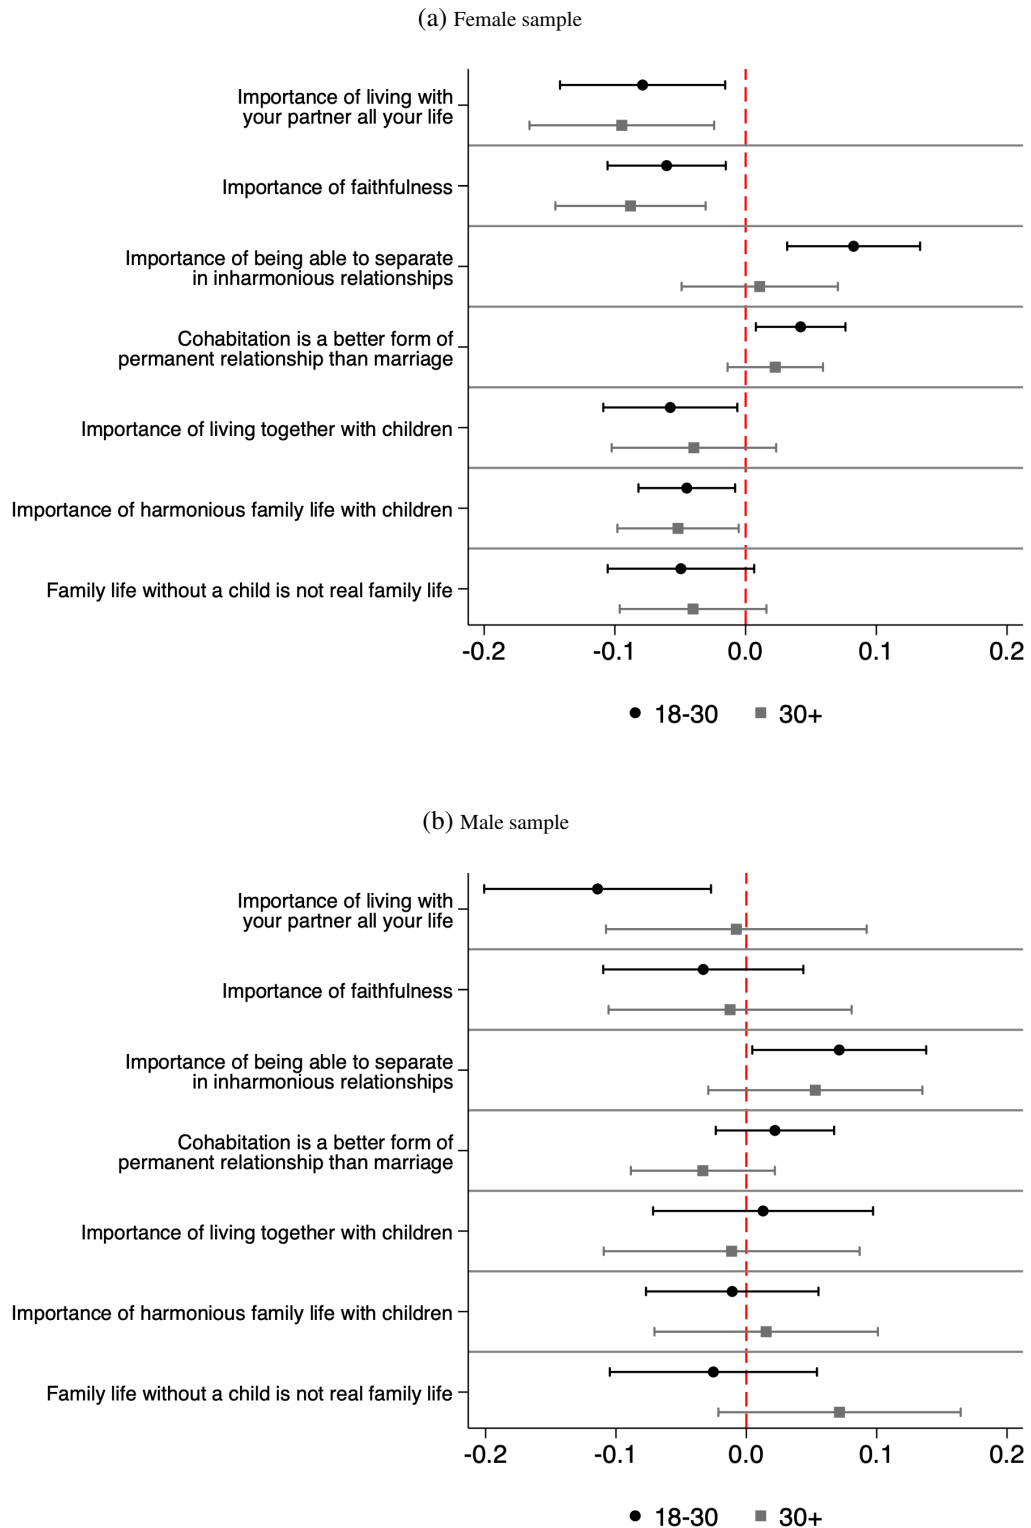 (a) Female sample
Importance of living with
your partner all your life
Importance of faithfulness
Importance of being able to separate
in inharmonious relationships
Cohabitation is a better form of
permanent relationship than marriage
Importance of living together with children
Importance of harmonious family life with children
Family life without a child is not real family life
-0.2 -0.1 0.0 0.1 0.2
18-30 30+
(b) Male sample
Importance of living with
your partner all your life
Importance of faithfulness
Importance of being able to separate
in inharmonious relationships
Cohabitation is a better form of
permanent relationship than marriage
Importance of living together with children
Importance of harmonious family life with children
Family life without a child is not real family life
-0.2 -0.1 0.0 0.1 0.2
18-30 30+